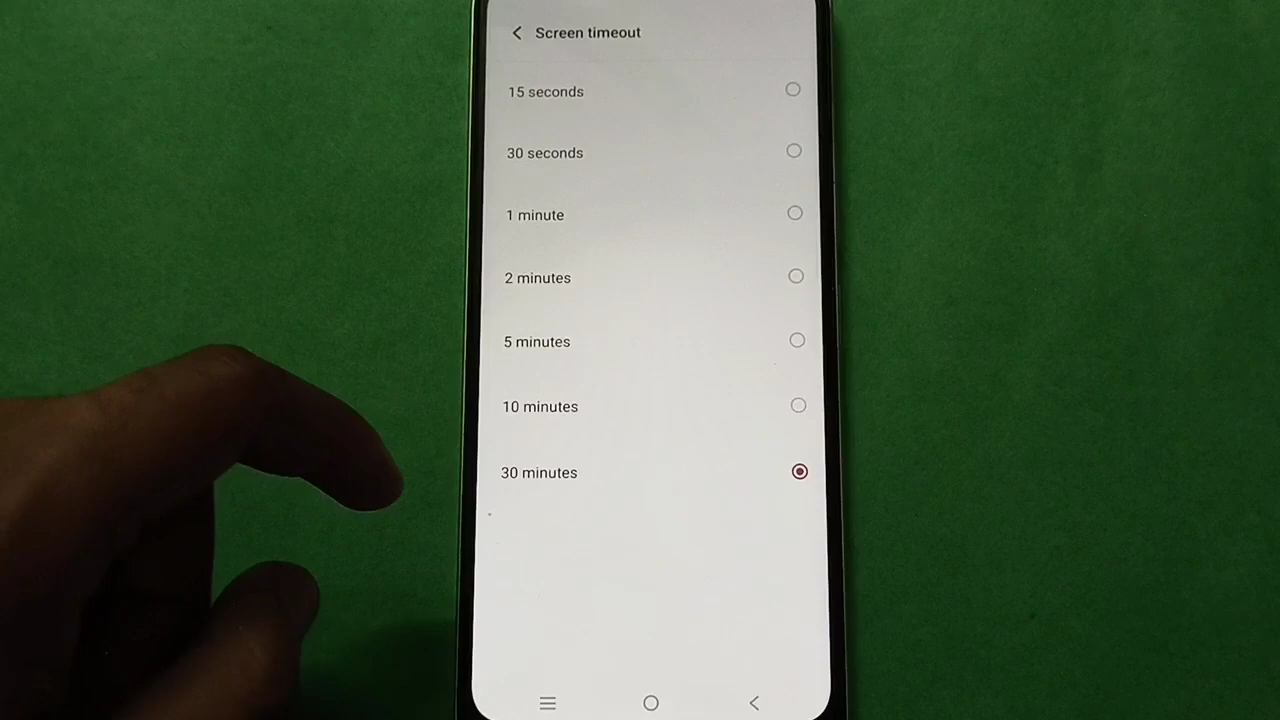 Screen timeout
15 seconds
30 seconds
1 minute
2 minutes
5 minutes
10 minutes
30 minutes